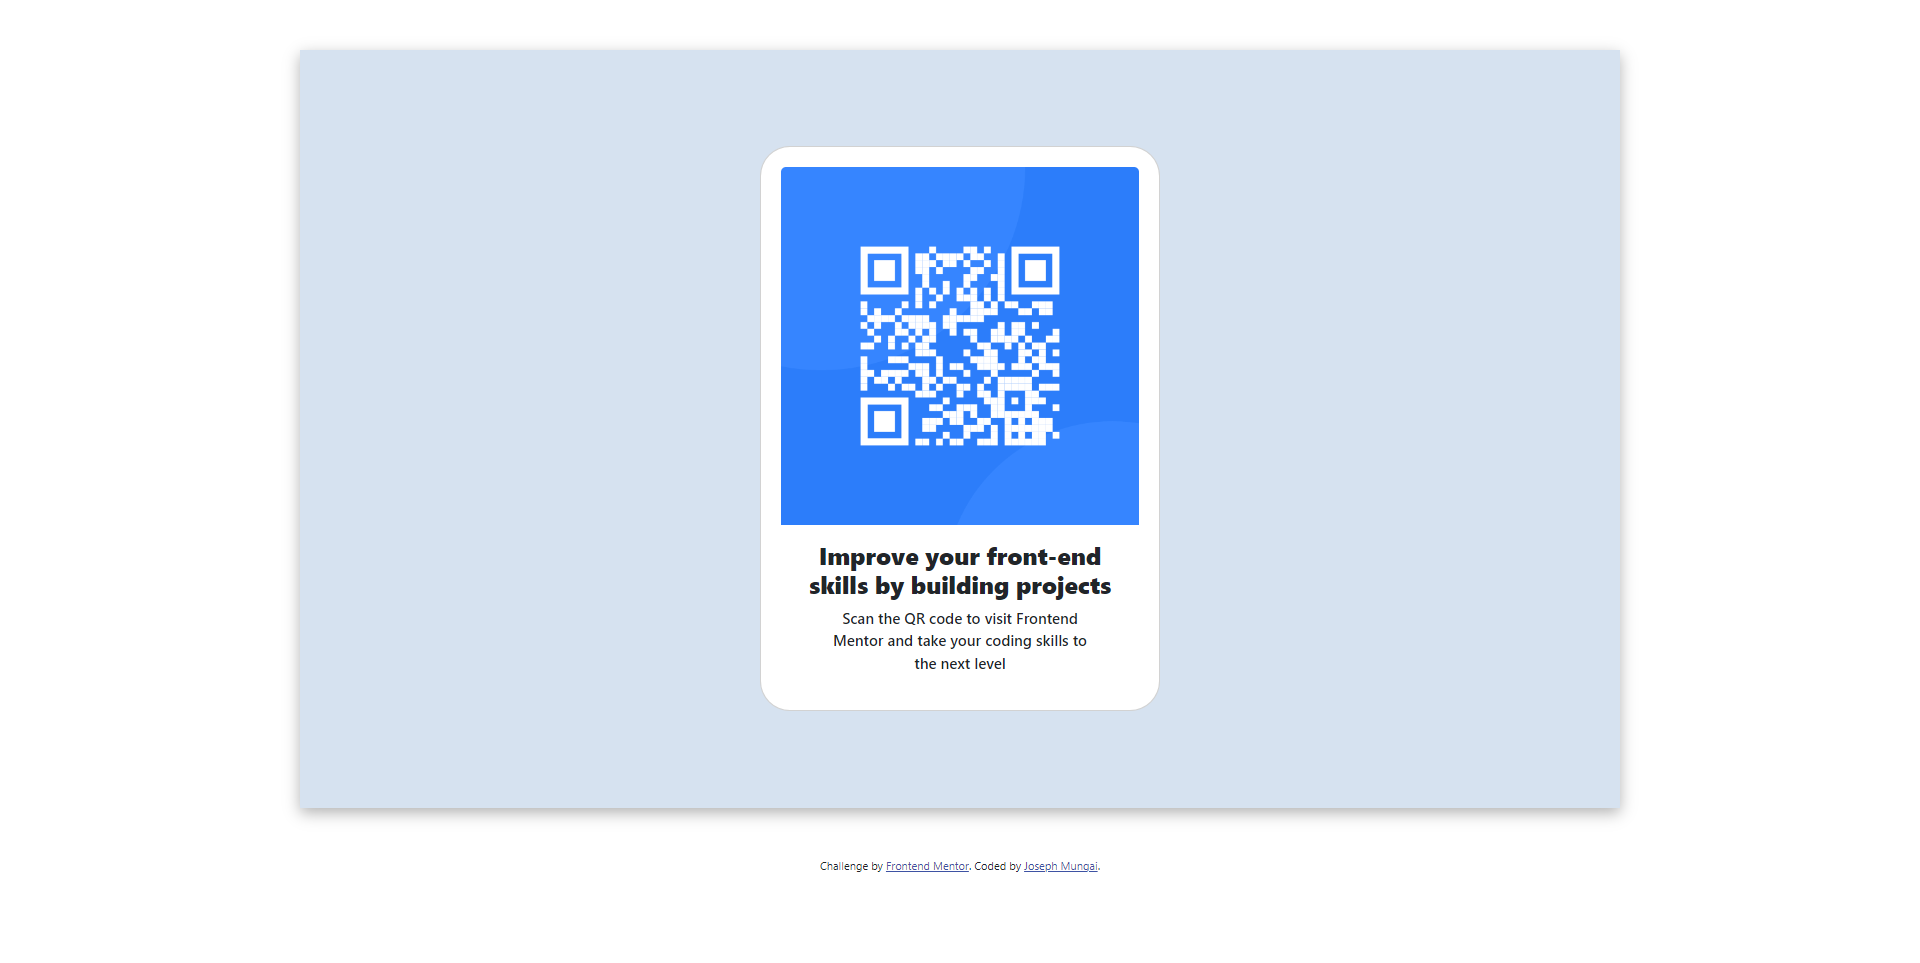 Improve your front-end
skills by building projects
Scan the QR code to visit Frontend
Mentor and take your coding skills to
the next level
Challenge by Frontend Mentor. Coded by Joseph Mungai.